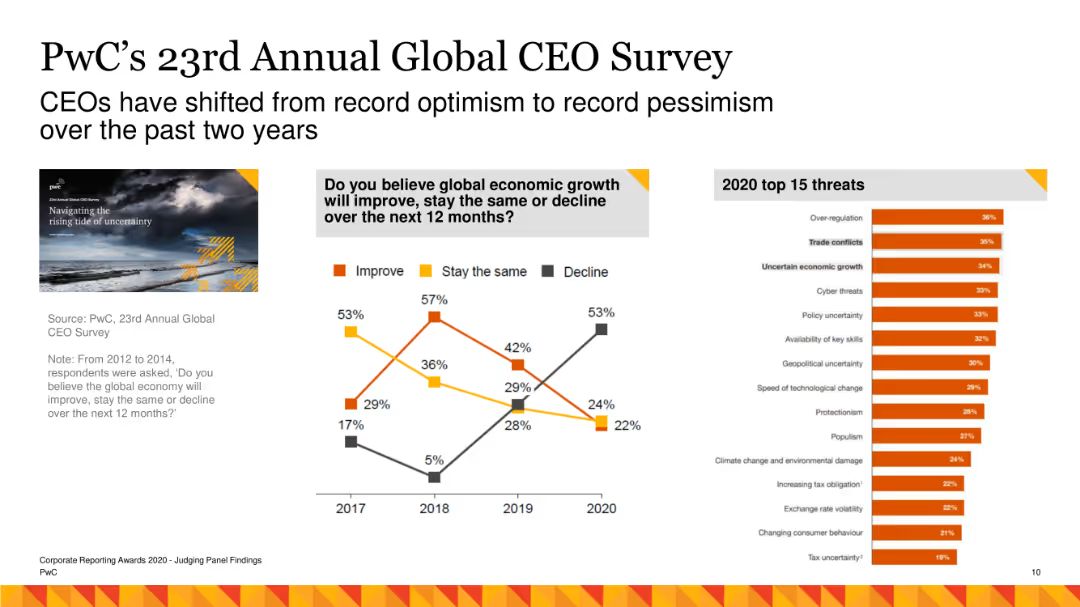 PwC's 23rd Annual Global CEO Survey
CEOs have shifted from record optimism to record pessimism
over the past two years
pwc
23rd Annual Global CEO Survey
Navigating the
rising tide of uncertainty
Source: PwC, 23rd Annual Global
CEO Survey
Note: From 2012 to 2014,
respondents were asked, 'Do you
believe the global economy will
improve, stay the same or decline
over the next 12 months?'
Do you believe global economic growth
will improve, stay the same or decline
over the next 12 months?
Improve Stay the same Decline
57%
53% 53%
42%
36%
29%
29%
24%
28%
22%
17%
5%
2017 2018 2019 2020
2020 top 15 threats
Over-regulation 36%
Trade conflicts 35%
Uncertain economic growth 34%
Cyber threats 33%
Policy uncertainty 33%
Availability of key skills 32%
Geopolitical uncertainty 30%
Speed of technological change 29%
Protectionism 28%
Populism 27%
Climate change and environmental damage 24%
Increasing tax obligation¹ 22%
Exchange rate volatility 22%
Changing consumer behaviour 21%
Tax uncertainty² 19%
Corporate Reporting Awards 2020 - Judging Panel Findings
PwC 10